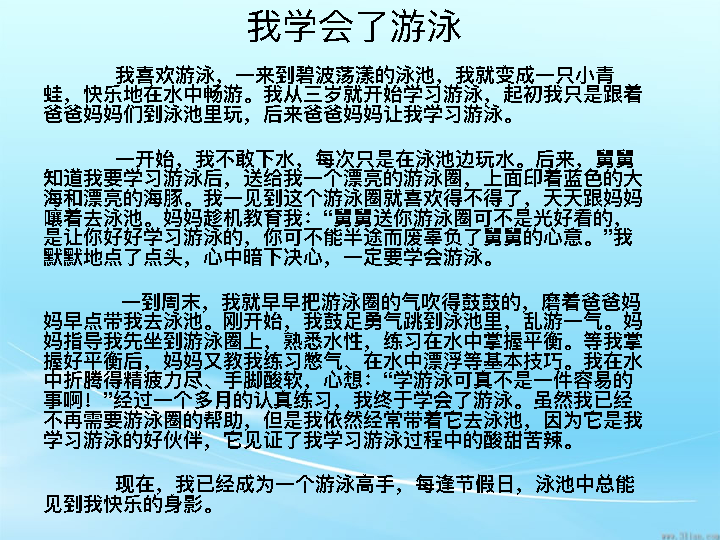 我学会了游泳
我喜欢游泳，一来到碧波荡漾的泳池，我就变成一只小青
蛙，快乐地在水中畅游。我从三岁就开始学习游泳，起初我只是跟着
爸爸妈妈们到泳池里玩，后来爸爸妈妈让我学习游泳。
一开始，我不敢下水，每次只是在泳池边玩水。后来，舅舅
知道我要学习游泳后，送给我一个漂亮的游泳圈，上面印着蓝色的大
海和漂亮的海豚。我一见到这个游泳圈就喜欢得不得了，天天跟妈妈
嚷着去泳池。妈妈趁机教育我：“舅舅送你游泳圈可不是光好看的，
是让你好好学习游泳的，你可不能半途而废辜负了舅舅的心意。”我
默默地点了点头，心中暗下决心，一定要学会游泳。
一到周末，我就早早把游泳圈的气吹得鼓鼓的，磨着爸爸妈
妈早点带我去泳池。刚开始，我鼓足勇气跳到泳池里，乱游一气。妈
妈指导我先坐到游泳圈上，熟悉水性，练习在水中掌握平衡。等我掌
握好平衡后，妈妈又教我练习憋气、在水中漂浮等基本技巧。我在水
中折腾得精疲力尽、手脚酸软，心想：“学游泳可真不是一件容易的
事啊！”经过一个多月的认真练习，我终于学会了游泳。虽然我已经
不再需要游泳圈的帮助，但是我依然经常带着它去泳池，因为它是我
学习游泳的好伙伴，它见证了我学习游泳过程中的酸甜苦辣。
现在，我已经成为一个游泳高手，每逢节假日，泳池中总能
见到我快乐的身影。